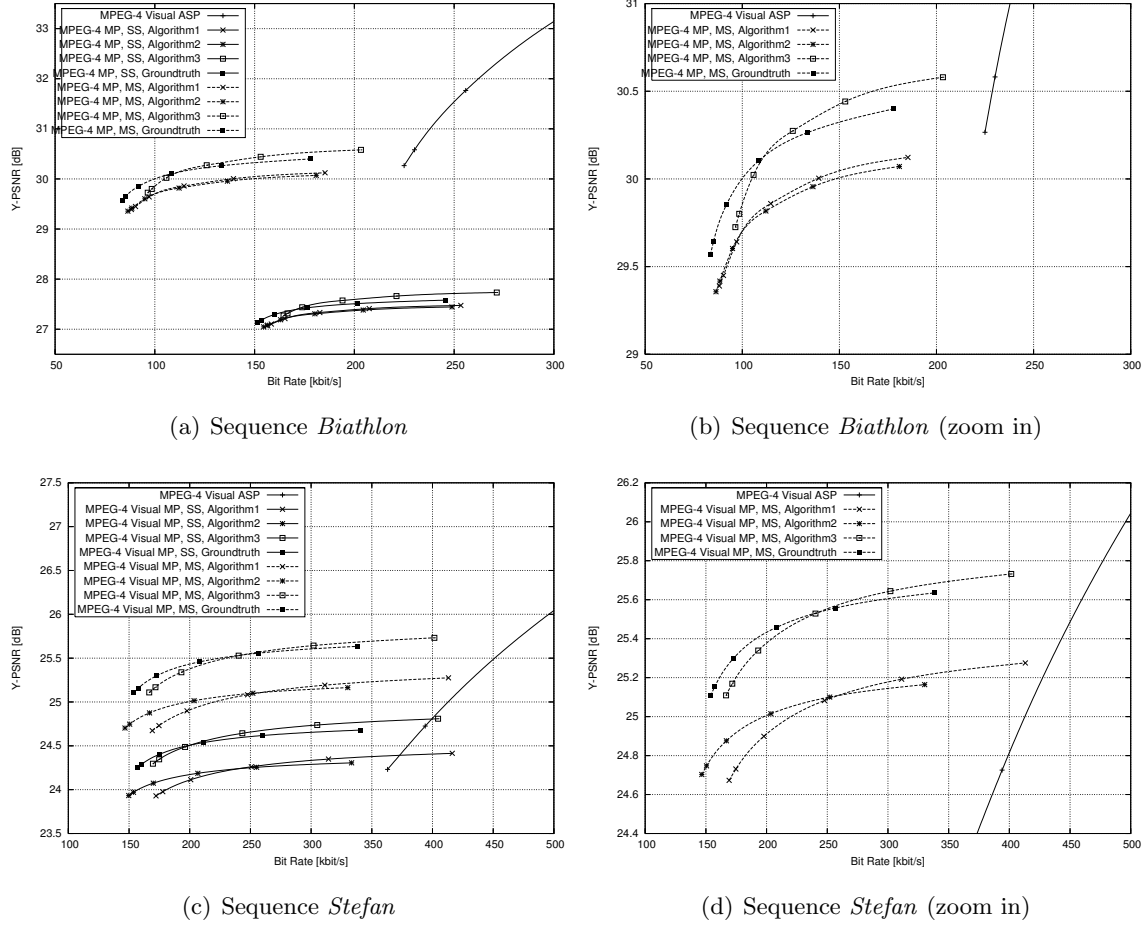 33
32
31
30
29
28
27
50
100
150
200
250
300
Y-PSNR [dB]
Bit Rate [kbit/s]
MPEG-4 Visual ASP
MPEG-4 MP, SS, Algorithm1
MPEG-4 MP, SS, Algorithm2
MPEG-4 MP, SS, Algorithm3
MPEG-4 MP, SS, Groundtruth
MPEG-4 MP, MS, Algorithm1
MPEG-4 MP, MS, Algorithm2
MPEG-4 MP, MS, Algorithm3
MPEG-4 MP, MS, Groundtruth
(a) Sequence Biathlon
31
30.5
30
29.5
29
50
100
150
200
250
300
Y-PSNR [dB]
Bit Rate [kbit/s]
MPEG-4 Visual ASP
MPEG-4 MP, MS, Algorithm1
MPEG-4 MP, MS, Algorithm2
MPEG-4 MP, MS, Algorithm3
MPEG-4 MP, MS, Groundtruth
(b) Sequence Biathlon (zoom in)
27.5
27
26.5
26
25.5
25
24.5
24
23.5
100
150
200
250
300
350
400
450
500
Y-PSNR [dB]
Bit Rate [kbit/s]
MPEG-4 Visual ASP
MPEG-4 Visual MP, SS, Algorithm1
MPEG-4 Visual MP, SS, Algorithm2
MPEG-4 Visual MP, SS, Algorithm3
MPEG-4 Visual MP, SS, Groundtruth
MPEG-4 Visual MP, MS, Algorithm1
MPEG-4 Visual MP, MS, Algorithm2
MPEG-4 Visual MP, MS, Algorithm3
MPEG-4 Visual MP, MS, Groundtruth
(c) Sequence Stefan
26.2
26
25.8
25.6
25.4
25.2
25
24.8
24.6
24.4
100
150
200
250
300
350
400
450
500
Y-PSNR [dB]
Bit Rate [kbit/s]
MPEG-4 Visual ASP
MPEG-4 Visual MP, MS, Algorithm1
MPEG-4 Visual MP, MS, Algorithm2
MPEG-4 Visual MP, MS, Algorithm3
MPEG-4 Visual MP, MS, Groundtruth
(d) Sequence Stefan (zoom in)